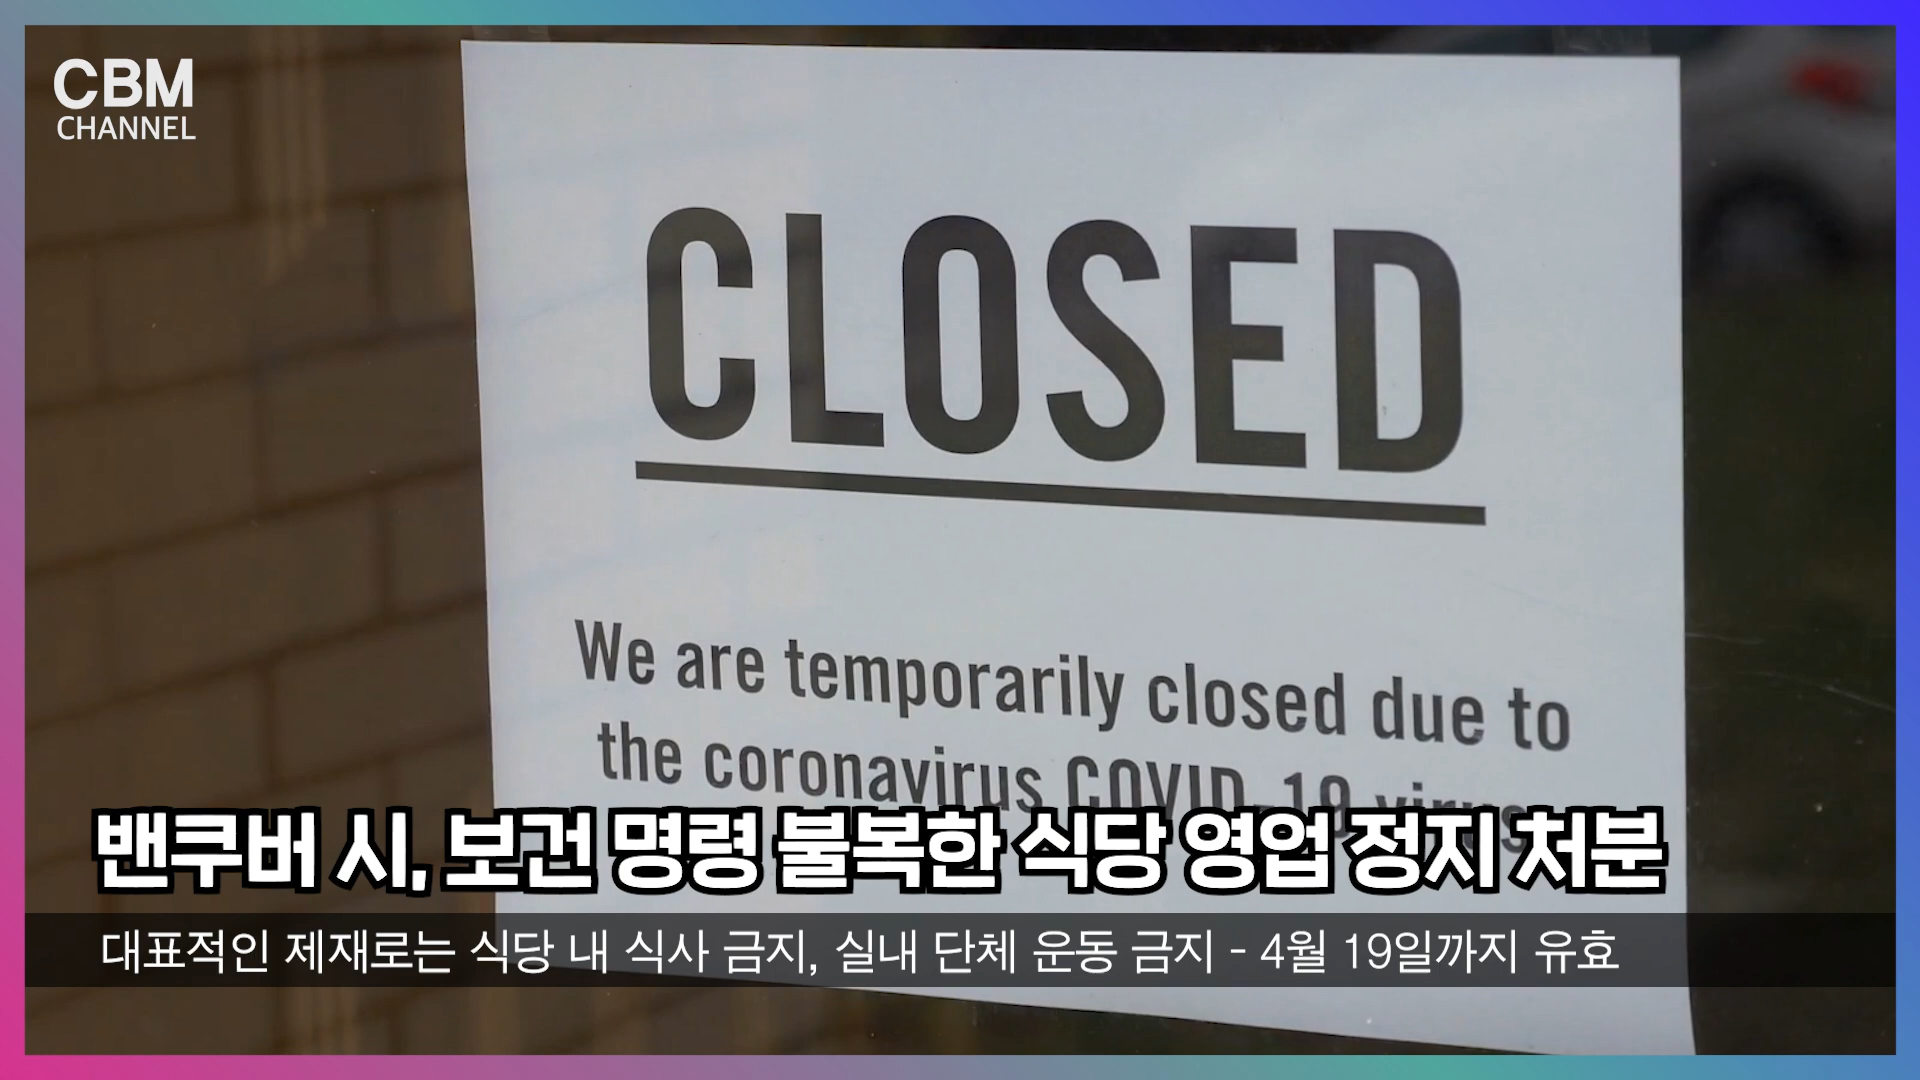 CBM
CHANNEL
CLOSED
We are temporarily closed due to
the coronavirus COVID-19 virus
밴쿠버 시, 보건 명령 불복한 식당 영업 정지 처분
대표적인 제재로는 식당 내 식사 금지, 실내 단체 운동 금지 - 4월 19일까지 유효